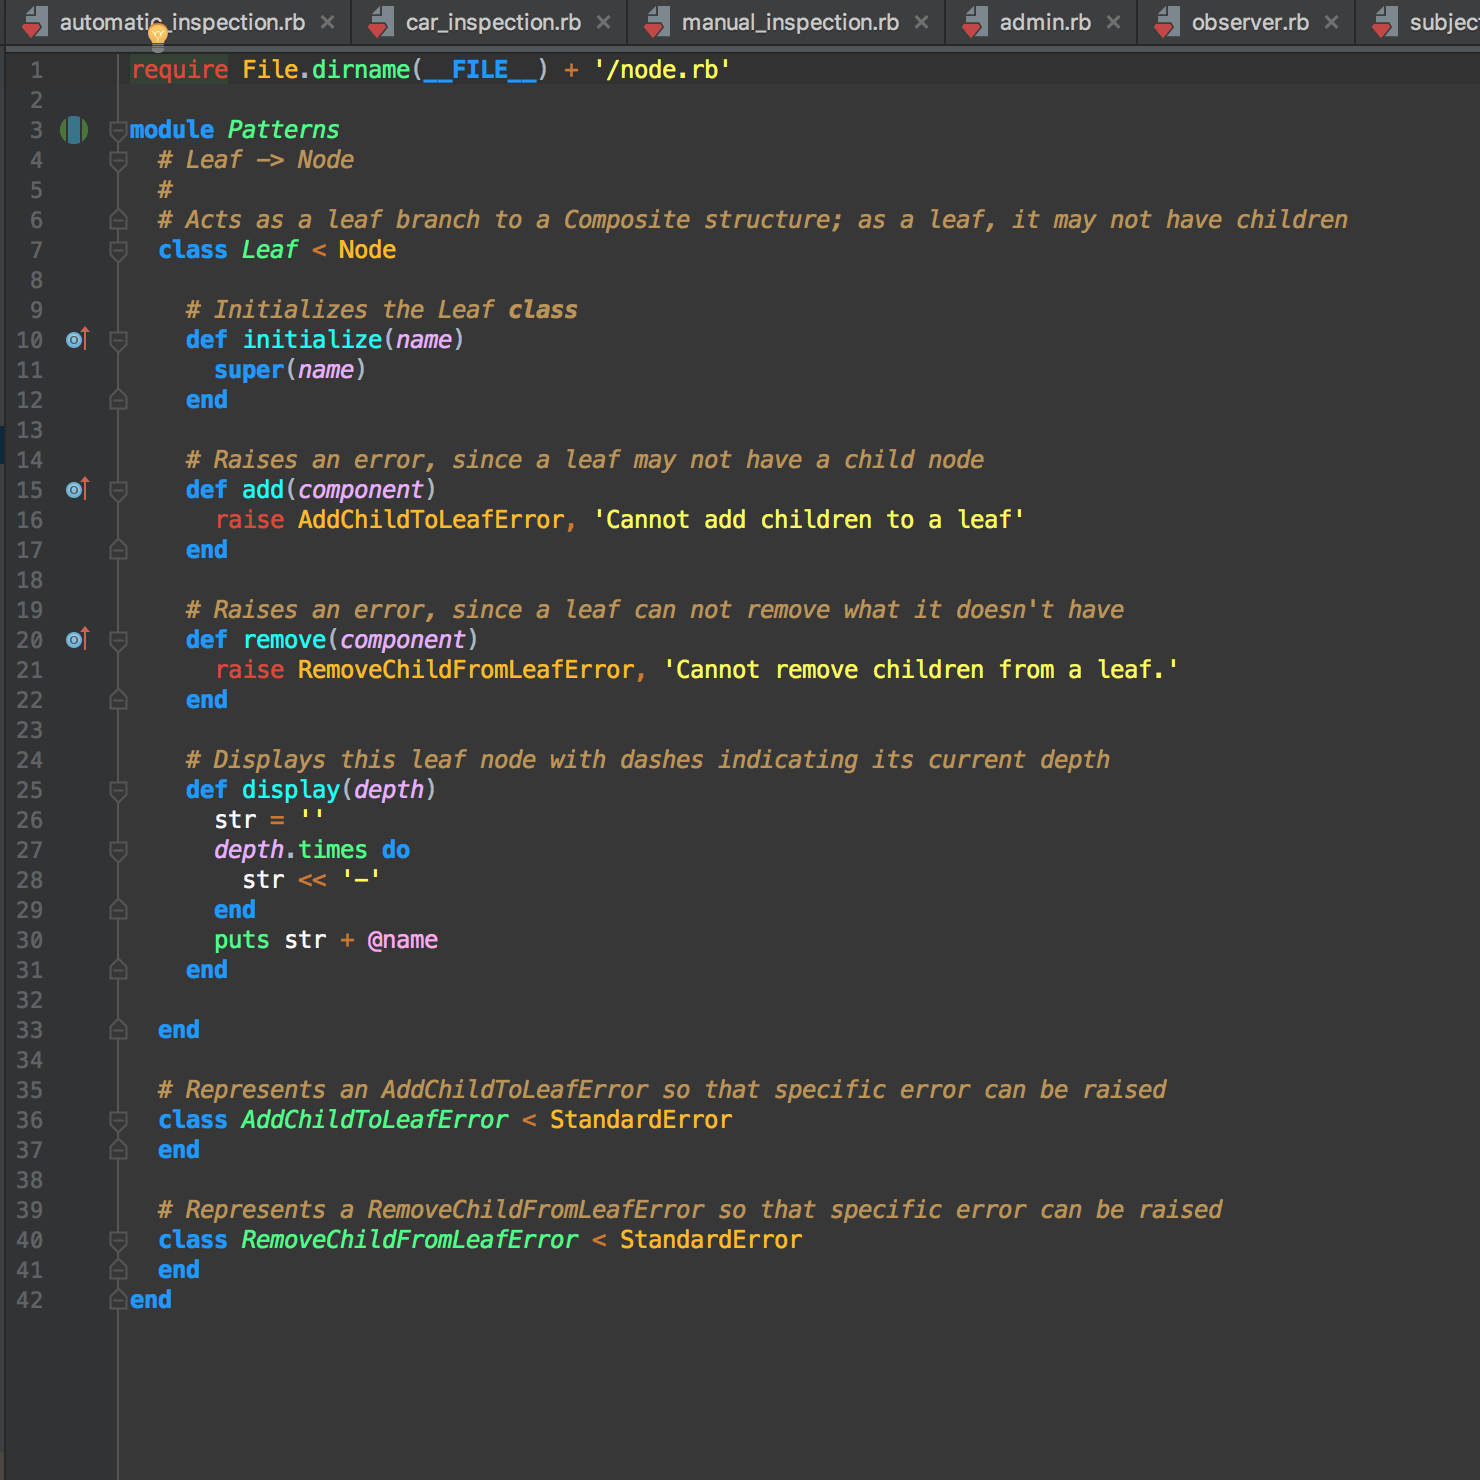 automatic_inspection.rb × car_inspection.rb × manual_inspection.rb × admin.rb × observer.rb × subjec
1 require File.dirname(__FILE__) + '/node.rb'
2
3 module Patterns
4 # Leaf –> Node
5 #
6 # Acts as a leaf branch to a Composite structure; as a leaf, it may not have children
7 class Leaf < Node
8
9 # Initializes the Leaf class
10 def initialize(name)
11 super(name)
12 end
13
14 # Raises an error, since a leaf may not have a child node
15 def add(component)
16 raise AddChildToLeafError, 'Cannot add children to a leaf'
17 end
18
19 # Raises an error, since a leaf can not remove what it doesn't have
20 def remove(component)
21 raise RemoveChildFromLeafError, 'Cannot remove children from a leaf.'
22 end
23
24 # Displays this leaf node with dashes indicating its current depth
25 def display(depth)
26 str = ''
27 depth.times do
28 str << '–'
29 end
30 puts str + @name
31 end
32
33 end
34
35 # Represents an AddChildToLeafError so that specific error can be raised
36 class AddChildToLeafError < StandardError
37 end
38
39 # Represents a RemoveChildFromLeafError so that specific error can be raised
40 class RemoveChildFromLeafError < StandardError
41 end
42 end